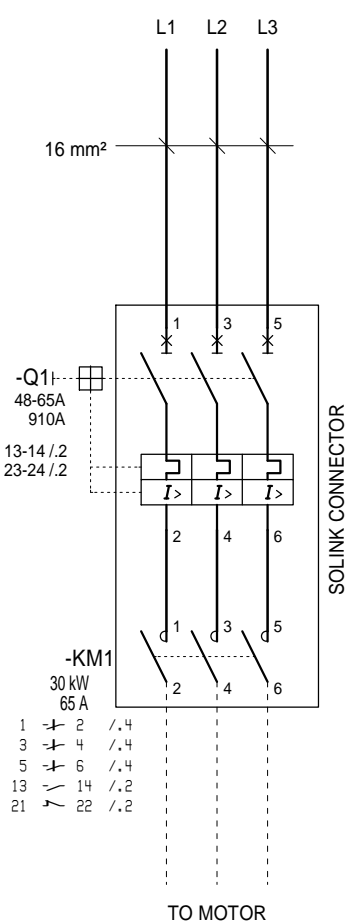 L1 L2 L3
16 mm²
1 3 5
-Q1
48-65A
910A
13-14 /.2
23-24 /.2
I> I> I>
2 4 6
SOLINK CONNECTOR
1 3 5
-KM1
30 kW
65 A
2 4 6
1 2 /.4
3 4 /.4
5 6 /.4
13 14 /.2
21 22 /.2
TO MOTOR